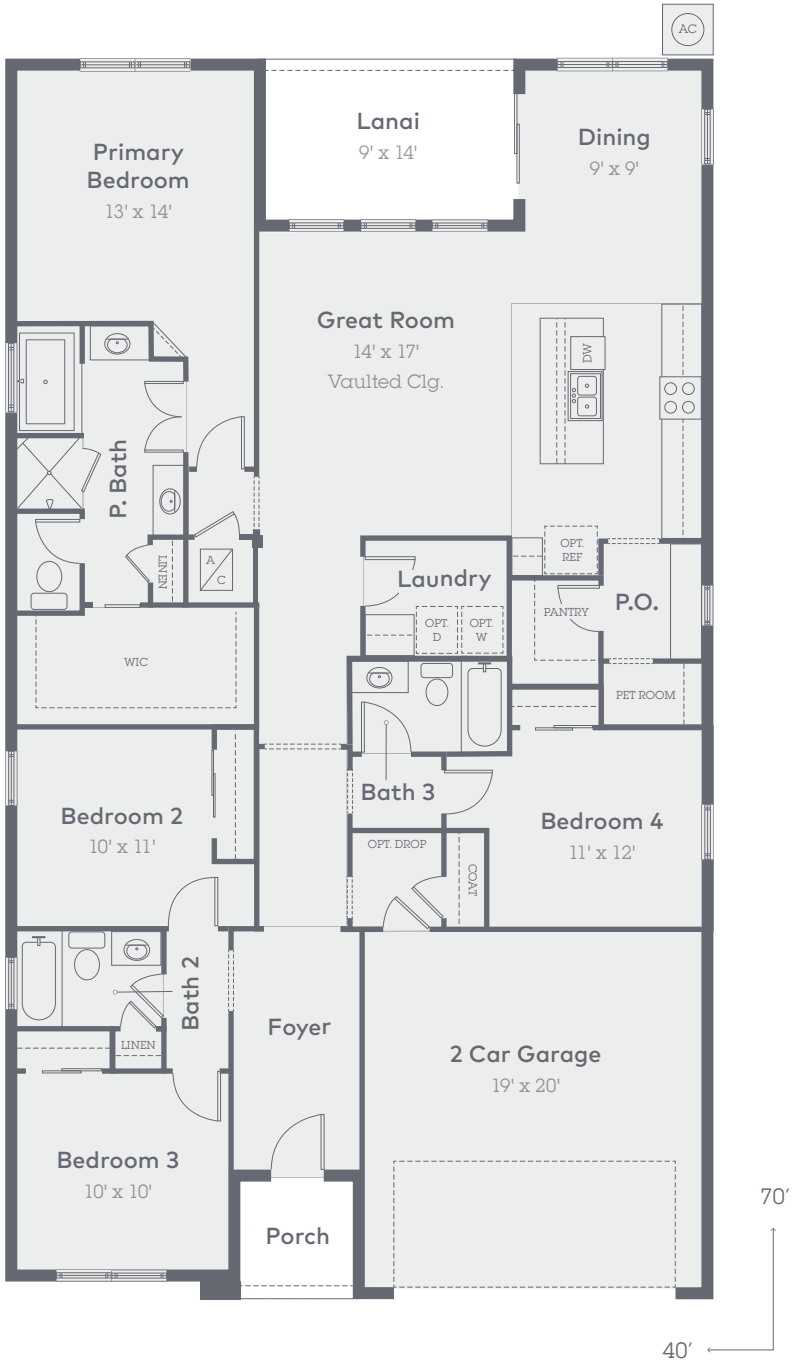 AC
Lanai
9' x 14'
Dining
9' x 9'
Primary
Bedroom
13' x 14'
Great Room
14' x 17'
Vaulted Clg.
DW
P. Bath
LINEN
A
C
OPT.
REF
Laundry
OPT.
D
OPT.
W
PANTRY
P.O.
WIC
PET ROOM
Bedroom 2
10' x 11'
Bath 3
Bedroom 4
11' x 12'
OPT. DROP
COAT
Bath 2
LINEN
Foyer
2 Car Garage
19' x 20'
Bedroom 3
10' x 10'
Porch
70'
40'